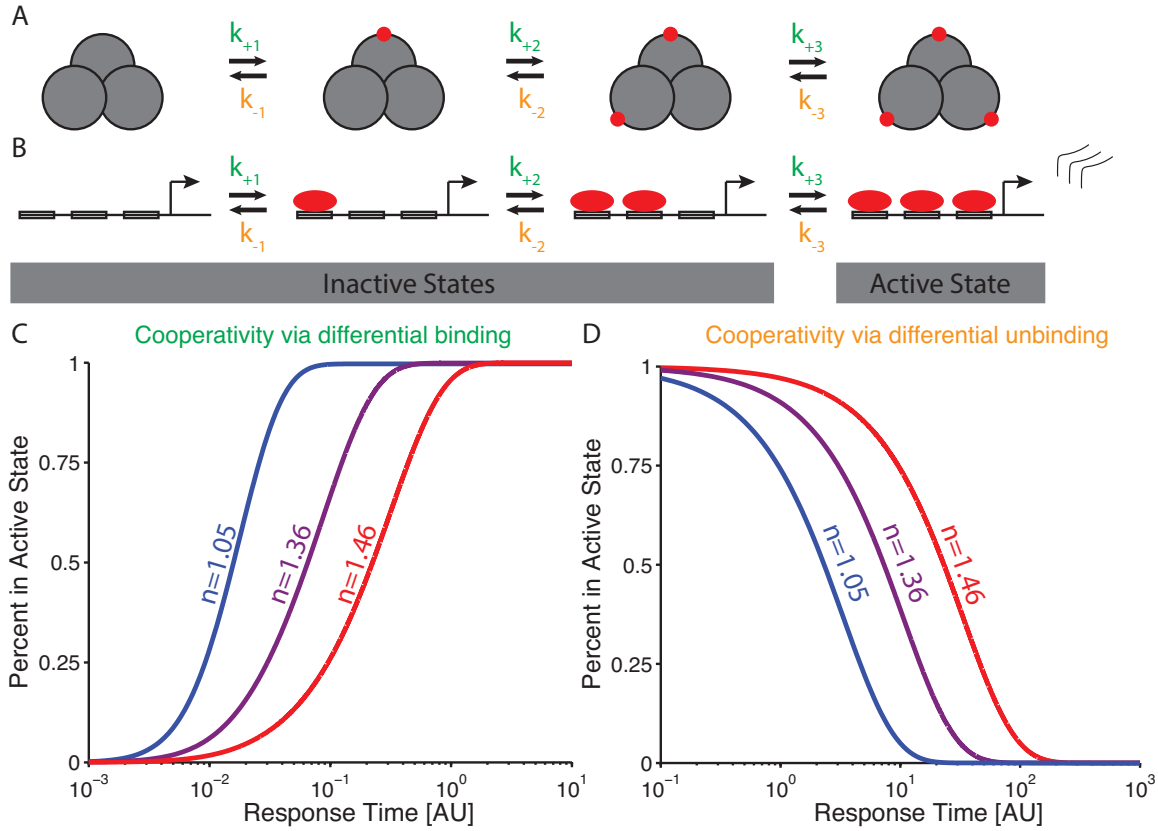 A
k+1 k+2 k+3
k-1 k-2 k-3
B
k+1 k+2 k+3
k-1 k-2 k-3
Inactive States Active State
C Cooperativity via differential binding
1
0.75
0.5
0.25
0
Percent in Active State
n=1.05
n=1.36
n=1.46
10−3 10−2 10−1 100 101
Response Time [AU]
D Cooperativity via differential unbinding
1
0.75
0.5
0.25
0
Percent in Active State
n=1.05
n=1.36
n=1.46
10−1 100 101 102 103
Response Time [AU]